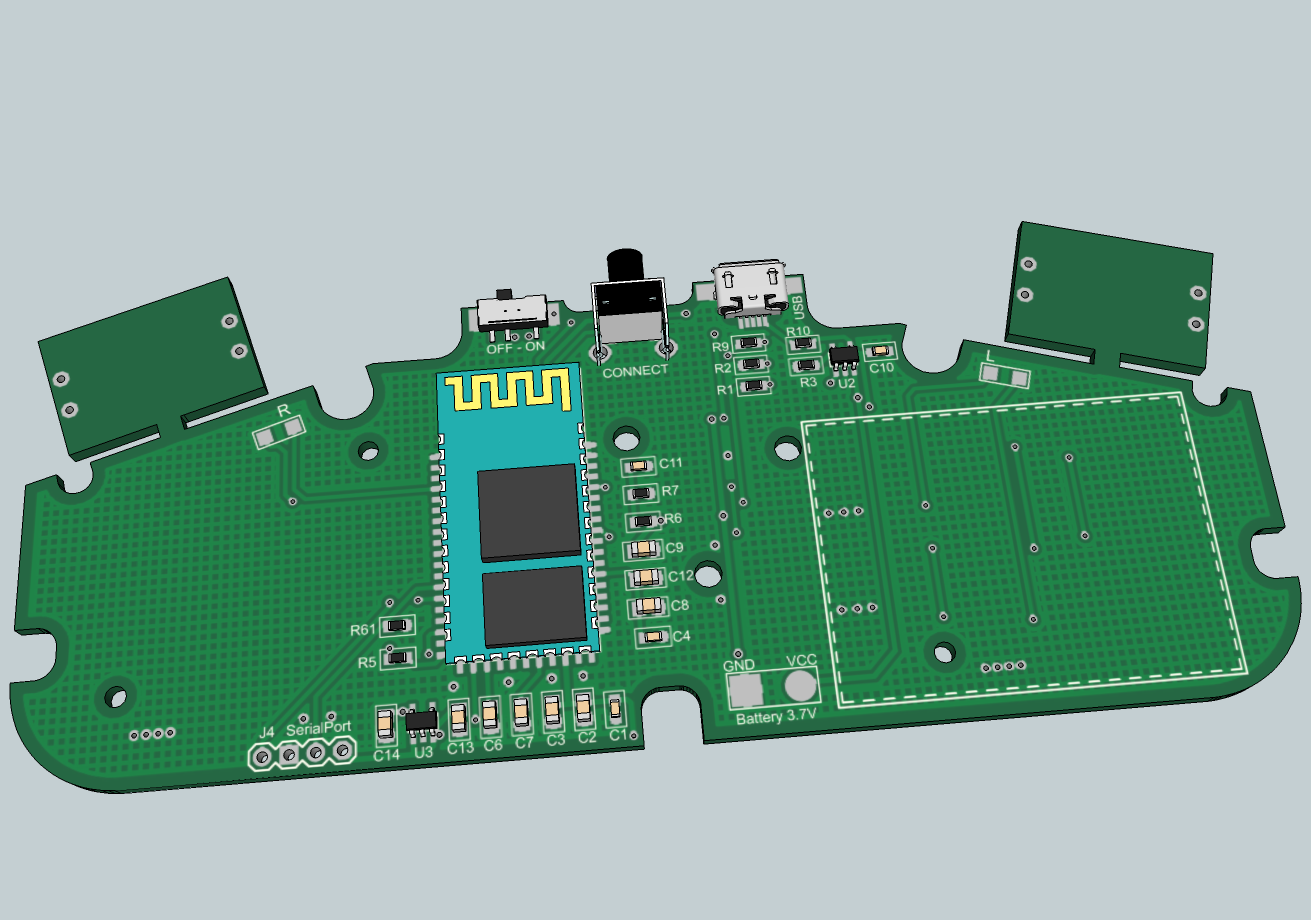 OFF - ON
CONNECT
USB
R10
R9
R2
R3
R1
U2
C10
L
R
C11
R7
R6
C9
C12
C8
C4
R61
R5
GND VCC
Battery 3.7V
J4 SerialPort
C14 U3 C13 C6 C7 C3 C2 C1